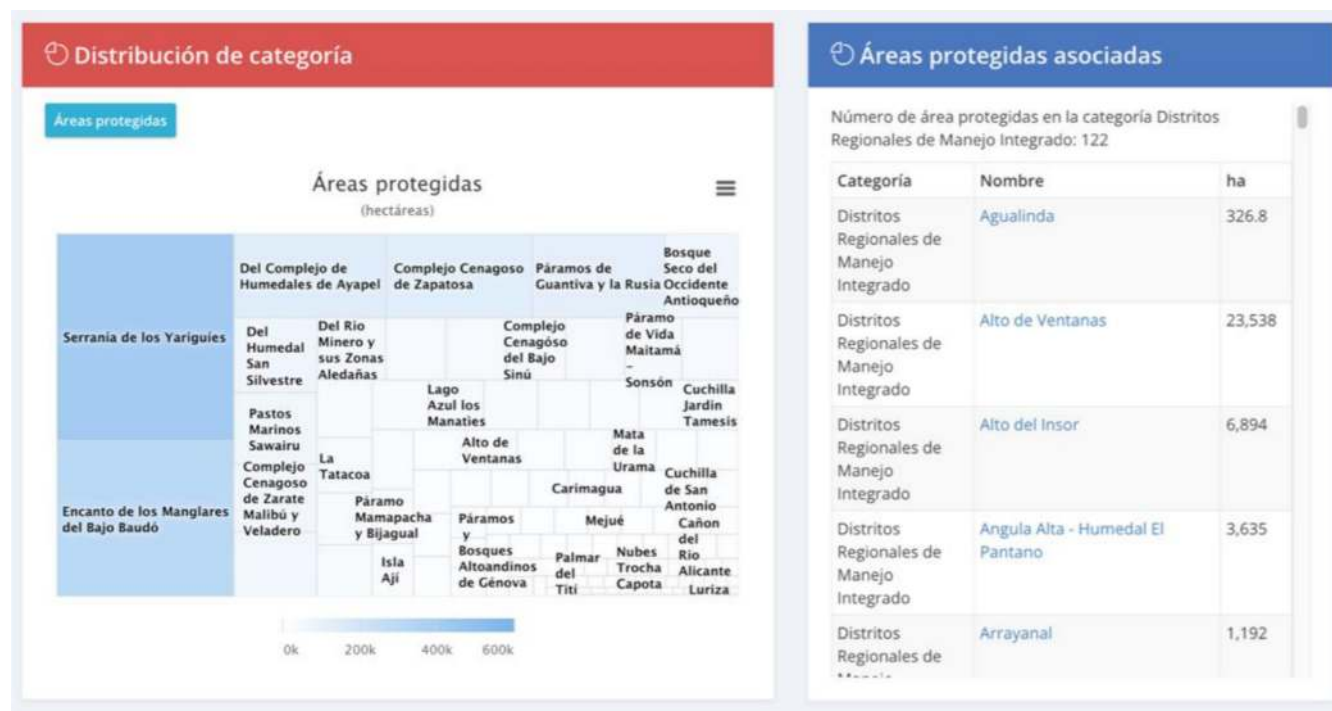 Distribución de categoría
Áreas protegidas
Áreas protegidas
(hectáreas)
Serranía de los Yariguíes
Encanto de los Manglares
del Bajo Baudó
Del Complejo de
Humedales de Ayapel
Complejo Cenagoso
de Zapatosa
Páramos de
Guantiva y la Rusia
Bosque
Seco del
Occidente
Antioqueño
Del
Humedal
San
Silvestre
Del Rio
Minero y
sus Zonas
Aledañas
Complejo
Cenagóso
del Bajo
Sinú
Páramo
de Vida
Maitamá
–
Sonsón
Pastos
Marinos
Sawairu
Lago
Azul los
Manaties
Cuchilla
Jardin
Tamesis
Complejo
Cenagoso
de Zarate
Malibú y
Veladero
La
Tatacoa
Alto de
Ventanas
Mata
de la
Urama
Carimagua
Cuchilla
de San
Antonio
Páramo
Mamapacha
y Bijagual
Páramos
y
Bosques
Altoandinos
de Génova
Mejué
Cañon
del
Rio
Alicante
Isla
Ají
Palmar
del
Tití
Nubes
Trocha
Capota
Luriza
0k 200k 400k 600k
Áreas protegidas asociadas
Número de área protegidas en la categoría Distritos
Regionales de Manejo Integrado: 122
Categoría Nombre ha
Distritos Agualinda 326.8
Regionales de
Manejo
Integrado
Distritos Alto de Ventanas 23,538
Regionales de
Manejo
Integrado
Distritos Alto del Insor 6,894
Regionales de
Manejo
Integrado
Distritos Angula Alta - Humedal El 3,635
Regionales de Pantano
Manejo
Integrado
Distritos Arrayanal 1,192
Regionales de